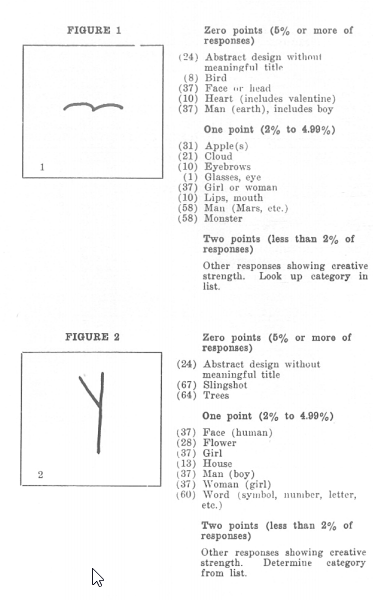 FIGURE 1
1
Zero points (5% or more of
responses)
(24) Abstract design without
meaningful title
(8) Bird
(37) Face or head
(10) Heart (includes valentine)
(37) Man (earth), includes boy
One point (2% to 4.99%)
(31) Apple(s)
(21) Cloud
(10) Eyebrows
(1) Glasses, eye
(37) Girl or woman
(10) Lips, mouth
(58) Man (Mars, etc.)
(58) Monster
Two points (less than 2% of
responses)
Other responses showing creative
strength. Look up category in
list.
FIGURE 2
2
Zero points (5% or more of
responses)
(24) Abstract design without
meaningful title
(67) Slingshot
(64) Trees
One point (2% to 4.99%)
(37) Face (human)
(28) Flower
(37) Girl
(13) House
(37) Man (boy)
(37) Woman (girl)
(60) Word (symbol, number, letter,
etc.)
Two points (less than 2% of
responses)
Other responses showing creative
strength. Determine category
from list.